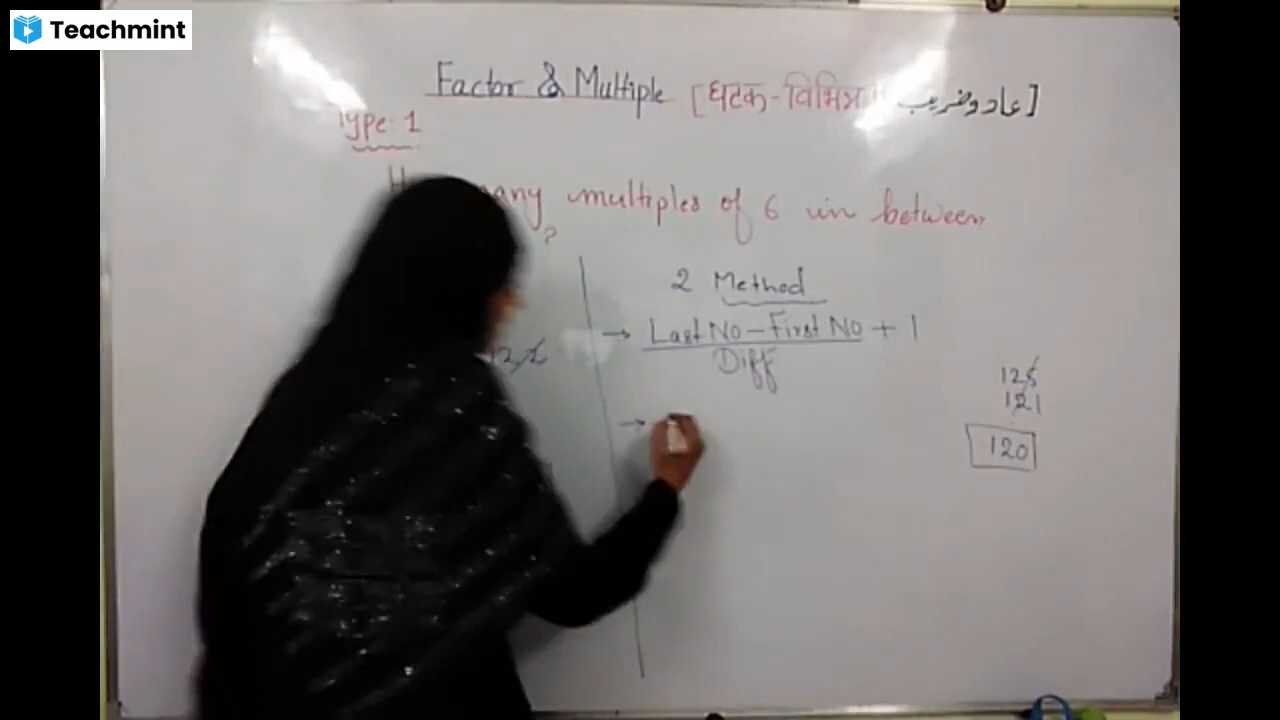 Teachmint
Factor & Multiple [घटक-विभिन्न عاد وضریب]
Type 1
many multiples of 6 in between
?
2 Method
→ Last No - First No + 1
Diff
→
125
121
120